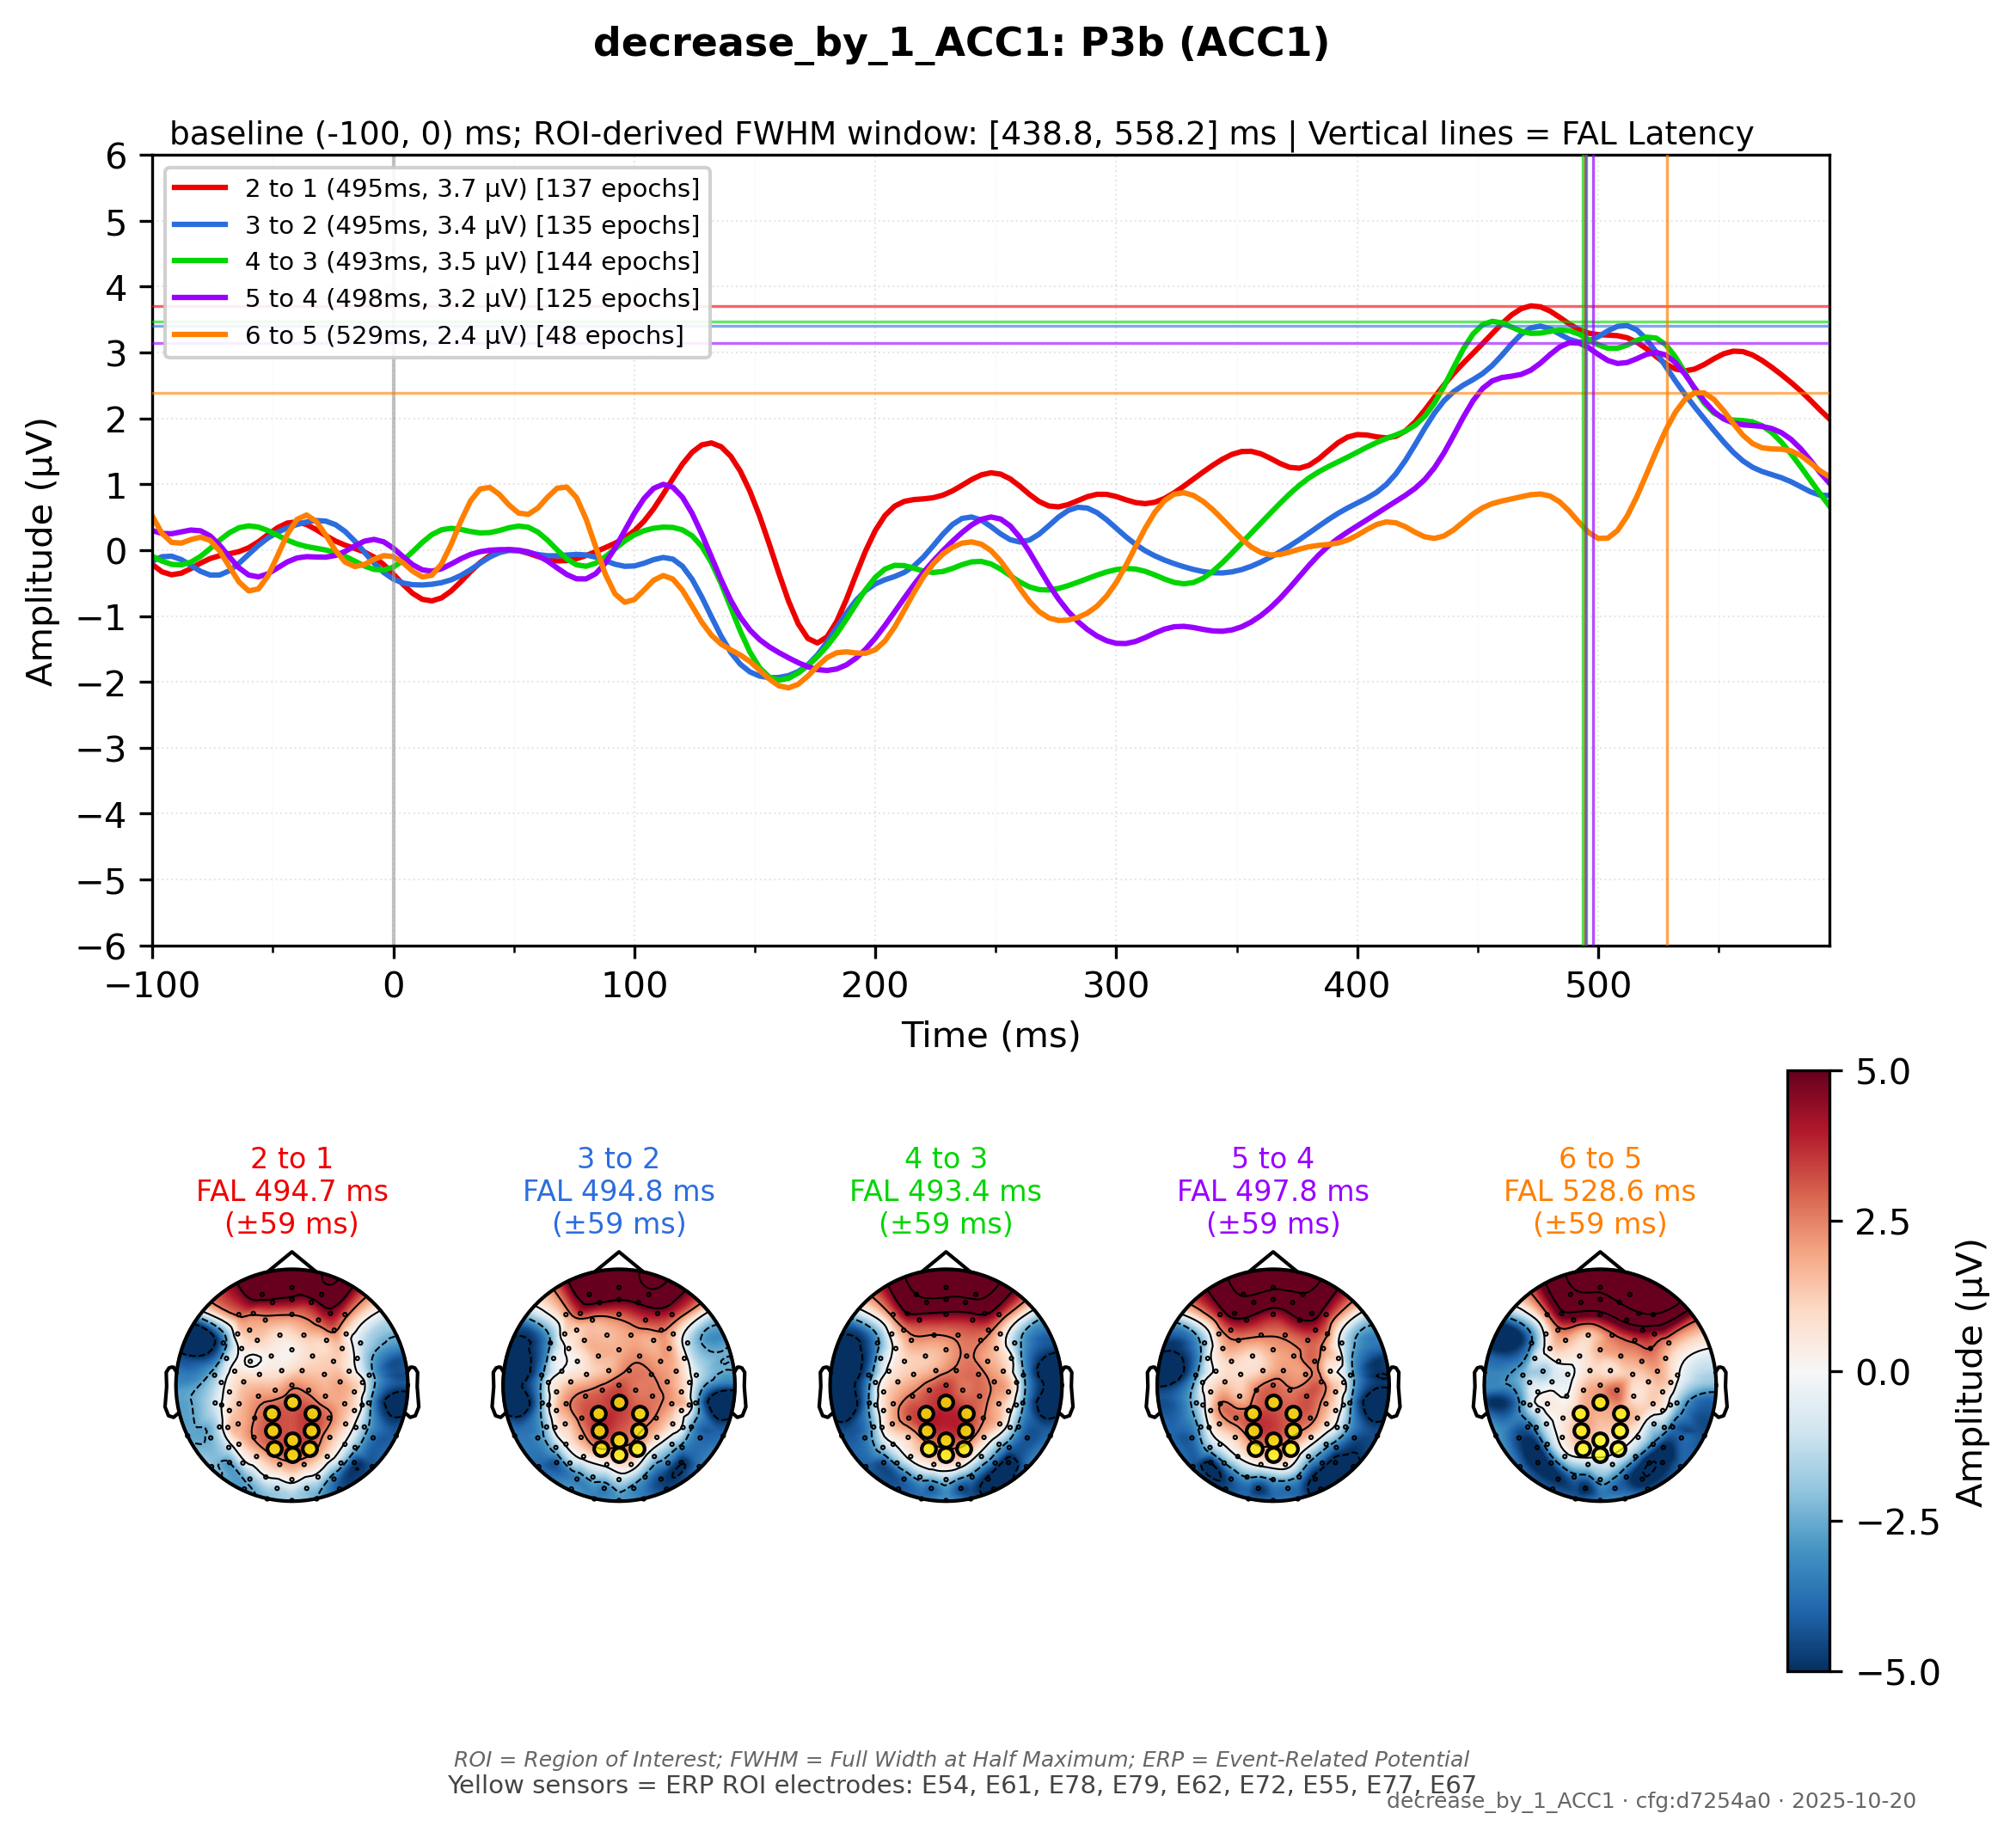 decrease_by_1_ACC1: P3b (ACC1)
baseline (-100, 0) ms; ROI-derived FWHM window: [438.8, 558.2] ms | Vertical lines = FAL Latency
2 to 1 (495ms, 3.7 µV) [137 epochs]
3 to 2 (495ms, 3.4 µV) [135 epochs]
4 to 3 (493ms, 3.5 µV) [144 epochs]
5 to 4 (498ms, 3.2 µV) [125 epochs]
6 to 5 (529ms, 2.4 µV) [48 epochs]
6
5
4
3
2
1
0
−1
−2
−3
−4
−5
−6
Amplitude (µV)
−100 0 100 200 300 400 500
Time (ms)
2 to 1
FAL 494.7 ms
(±59 ms)
3 to 2
FAL 494.8 ms
(±59 ms)
4 to 3
FAL 493.4 ms
(±59 ms)
5 to 4
FAL 497.8 ms
(±59 ms)
6 to 5
FAL 528.6 ms
(±59 ms)
5.0
2.5
0.0
−2.5
−5.0
Amplitude (µV)
ROI = Region of Interest; FWHM = Full Width at Half Maximum; ERP = Event-Related Potential
Yellow sensors = ERP ROI electrodes: E54, E61, E78, E79, E62, E72, E55, E77, E67
decrease_by_1_ACC1 · cfg:d7254a0 · 2025-10-20